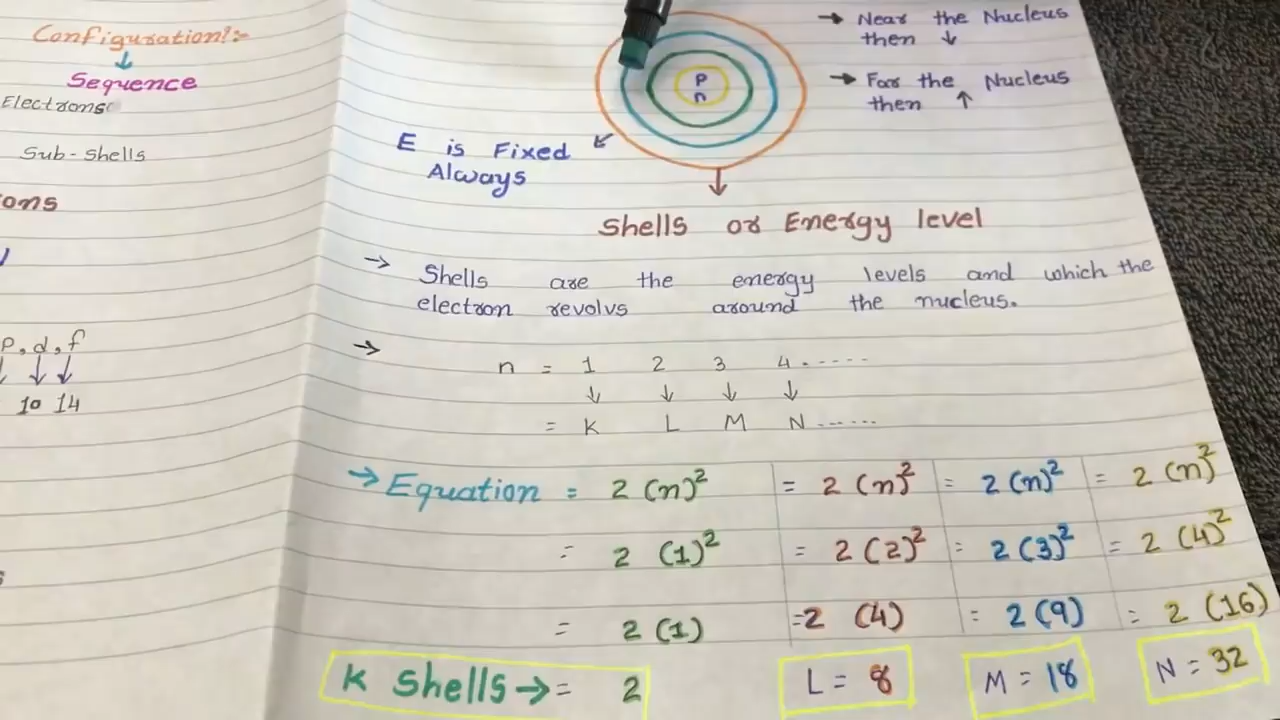 Configuration:-
↓
Sequence
Electrons
Sub-shells
ons
p, d, f
↓ ↓
10 14
→ Near the Nucleus
then ↓
→ Far the Nucleus
then ↑
P
n
E is Fixed
Always
↓
Shells or Energy level
→ Shells are the energy levels and which the
electron revolvs around the nucleus.
→ n = 1 2 3 4.....
↓ ↓ ↓ ↓
= K L M N......
→ Equation = 2 (n)² = 2 (n)² = 2 (n)² = 2 (n)²
= 2 (1)² = 2 (2)² = 2 (3)² = 2 (4)²
= 2 (1) =2 (4) = 2 (9) = 2 (16)
K Shells → = 2 L = 8 M = 18 N = 32